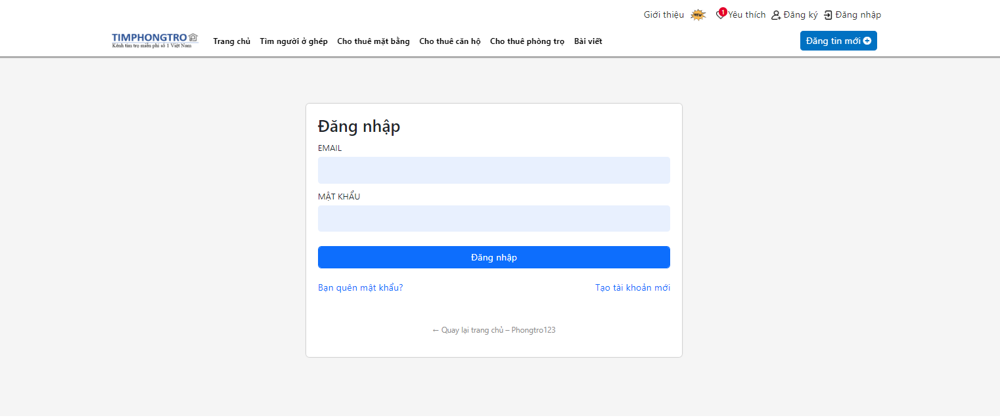 Giới thiệu NEW 1 Yêu thích Đăng ký Đăng nhập
TIMPHONGTRO
Kênh tìm trọ miễn phí số 1 Việt Nam
Trang chủ Tìm người ở ghép Cho thuê mặt bằng Cho thuê căn hộ Cho thuê phòng trọ Bài viết Đăng tin mới
Đăng nhập
EMAIL
MẬT KHẨU
Đăng nhập
Bạn quên mật khẩu? Tạo tài khoản mới
← Quay lại trang chủ – Phongtro123